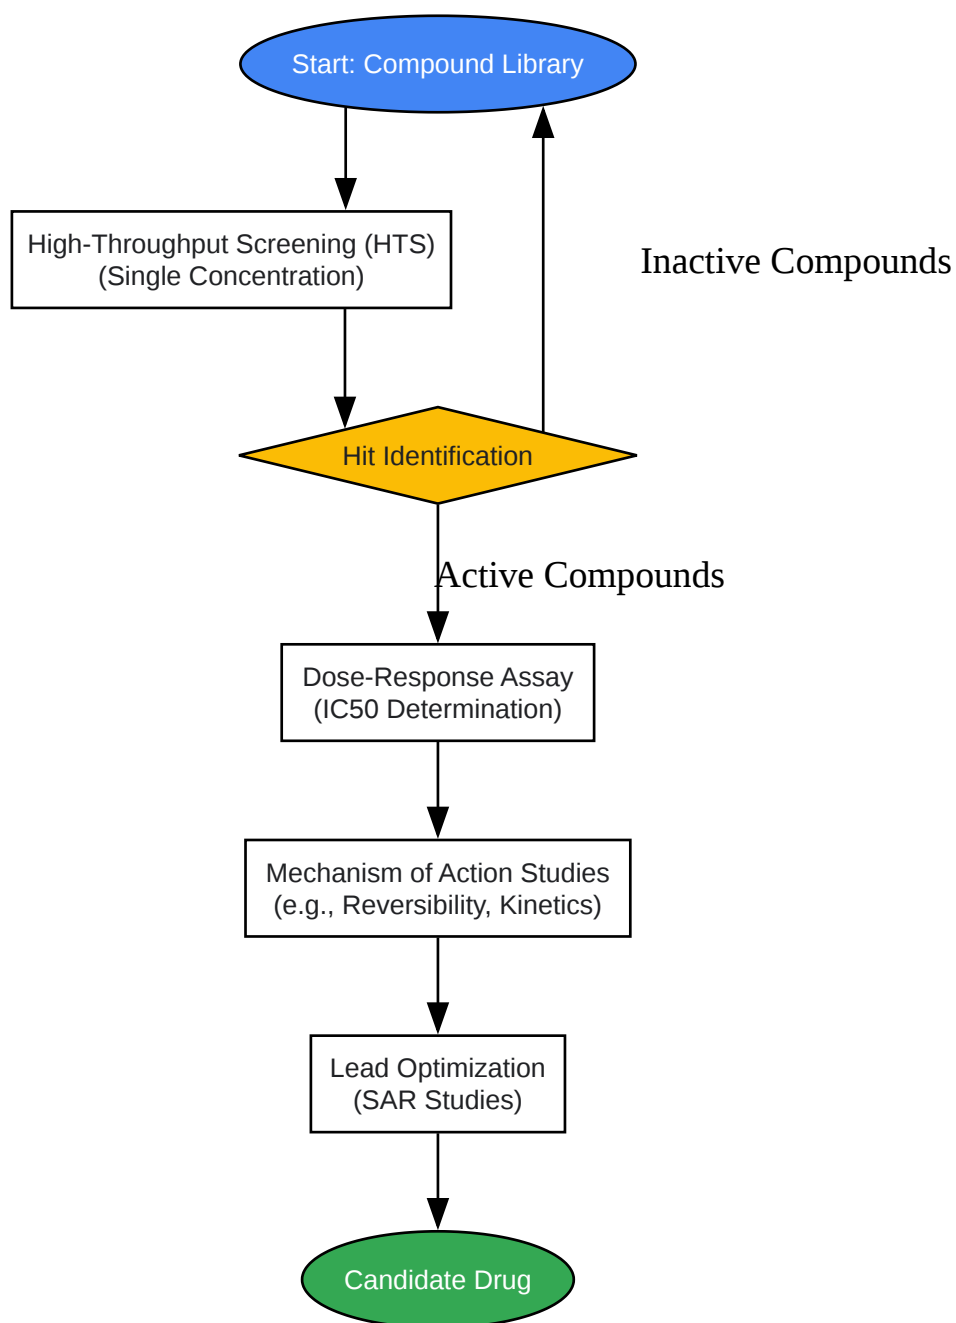 Start: Compound Library
High-Throughput Screening (HTS)
(Single Concentration)
Inactive Compounds
Hit Identification
Active Compounds
Dose-Response Assay
(IC50 Determination)
Mechanism of Action Studies
(e.g., Reversibility, Kinetics)
Lead Optimization
(SAR Studies)
Candidate Drug